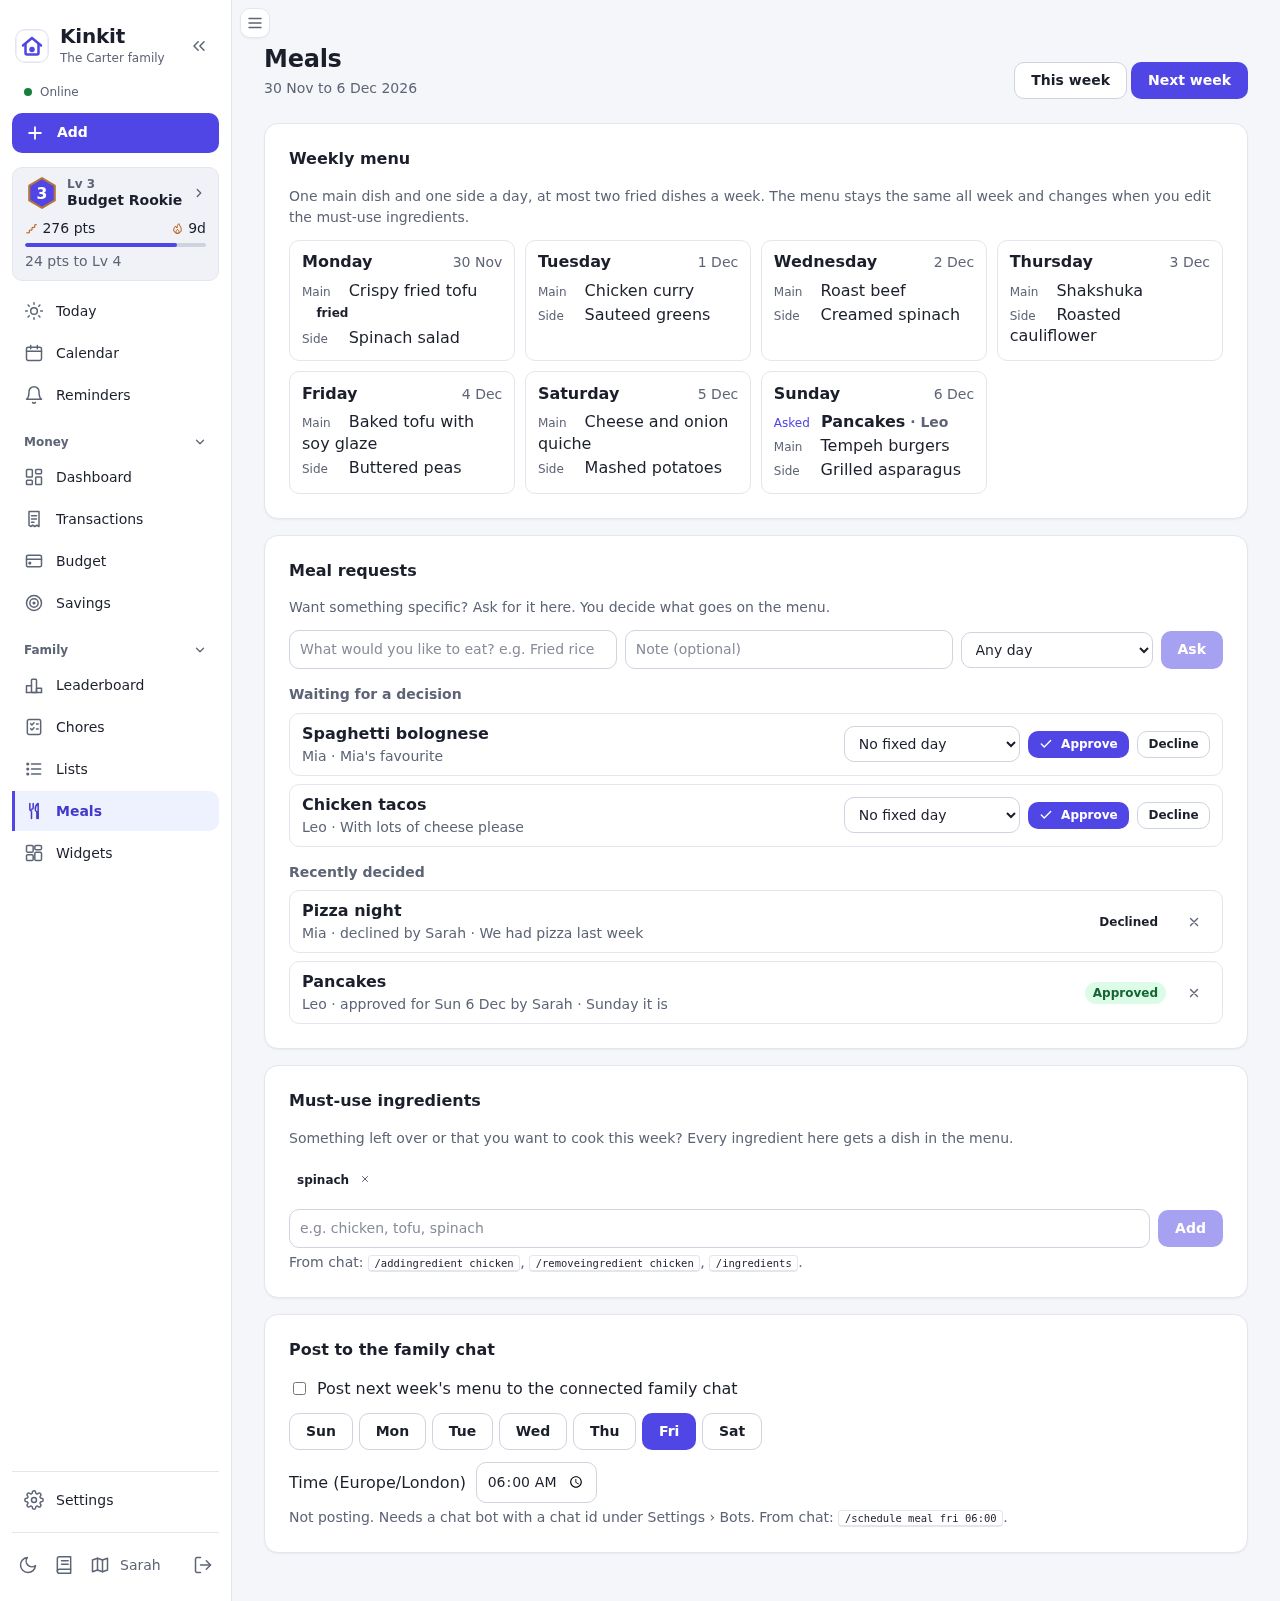 Kinkit
The Carter family
Online
Add
3
Lv 3
Budget Rookie
276 pts
9d
24 pts to Lv 4
Today
Calendar
Reminders
Money
Dashboard
Transactions
Budget
Savings
Family
Leaderboard
Chores
Lists
Meals
Widgets
Settings
Sarah
Meals
30 Nov to 6 Dec 2026
This week
Next week
Weekly menu
One main dish and one side a day, at most two fried dishes a week. The menu stays the same all week and changes when you edit
the must-use ingredients.
Monday 30 Nov
Main Crispy fried tofu
fried
Side Spinach salad
Tuesday 1 Dec
Main Chicken curry
Side Sauteed greens
Wednesday 2 Dec
Main Roast beef
Side Creamed spinach
Thursday 3 Dec
Main Shakshuka
Side Roasted
cauliflower
Friday 4 Dec
Main Baked tofu with
soy glaze
Side Buttered peas
Saturday 5 Dec
Main Cheese and onion
quiche
Side Mashed potatoes
Sunday 6 Dec
Asked Pancakes · Leo
Main Tempeh burgers
Side Grilled asparagus
Meal requests
Want something specific? Ask for it here. You decide what goes on the menu.
What would you like to eat? e.g. Fried rice
Note (optional)
Any day
Ask
Waiting for a decision
Spaghetti bolognese
Mia · Mia's favourite
No fixed day
Approve
Decline
Chicken tacos
Leo · With lots of cheese please
No fixed day
Approve
Decline
Recently decided
Pizza night
Mia · declined by Sarah · We had pizza last week
Declined
Pancakes
Leo · approved for Sun 6 Dec by Sarah · Sunday it is
Approved
Must-use ingredients
Something left over or that you want to cook this week? Every ingredient here gets a dish in the menu.
spinach
e.g. chicken, tofu, spinach
Add
From chat: /addingredient chicken, /removeingredient chicken, /ingredients.
Post to the family chat
Post next week's menu to the connected family chat
Sun
Mon
Tue
Wed
Thu
Fri
Sat
Time (Europe/London) 06:00 AM
Not posting. Needs a chat bot with a chat id under Settings › Bots. From chat: /schedule meal fri 06:00.